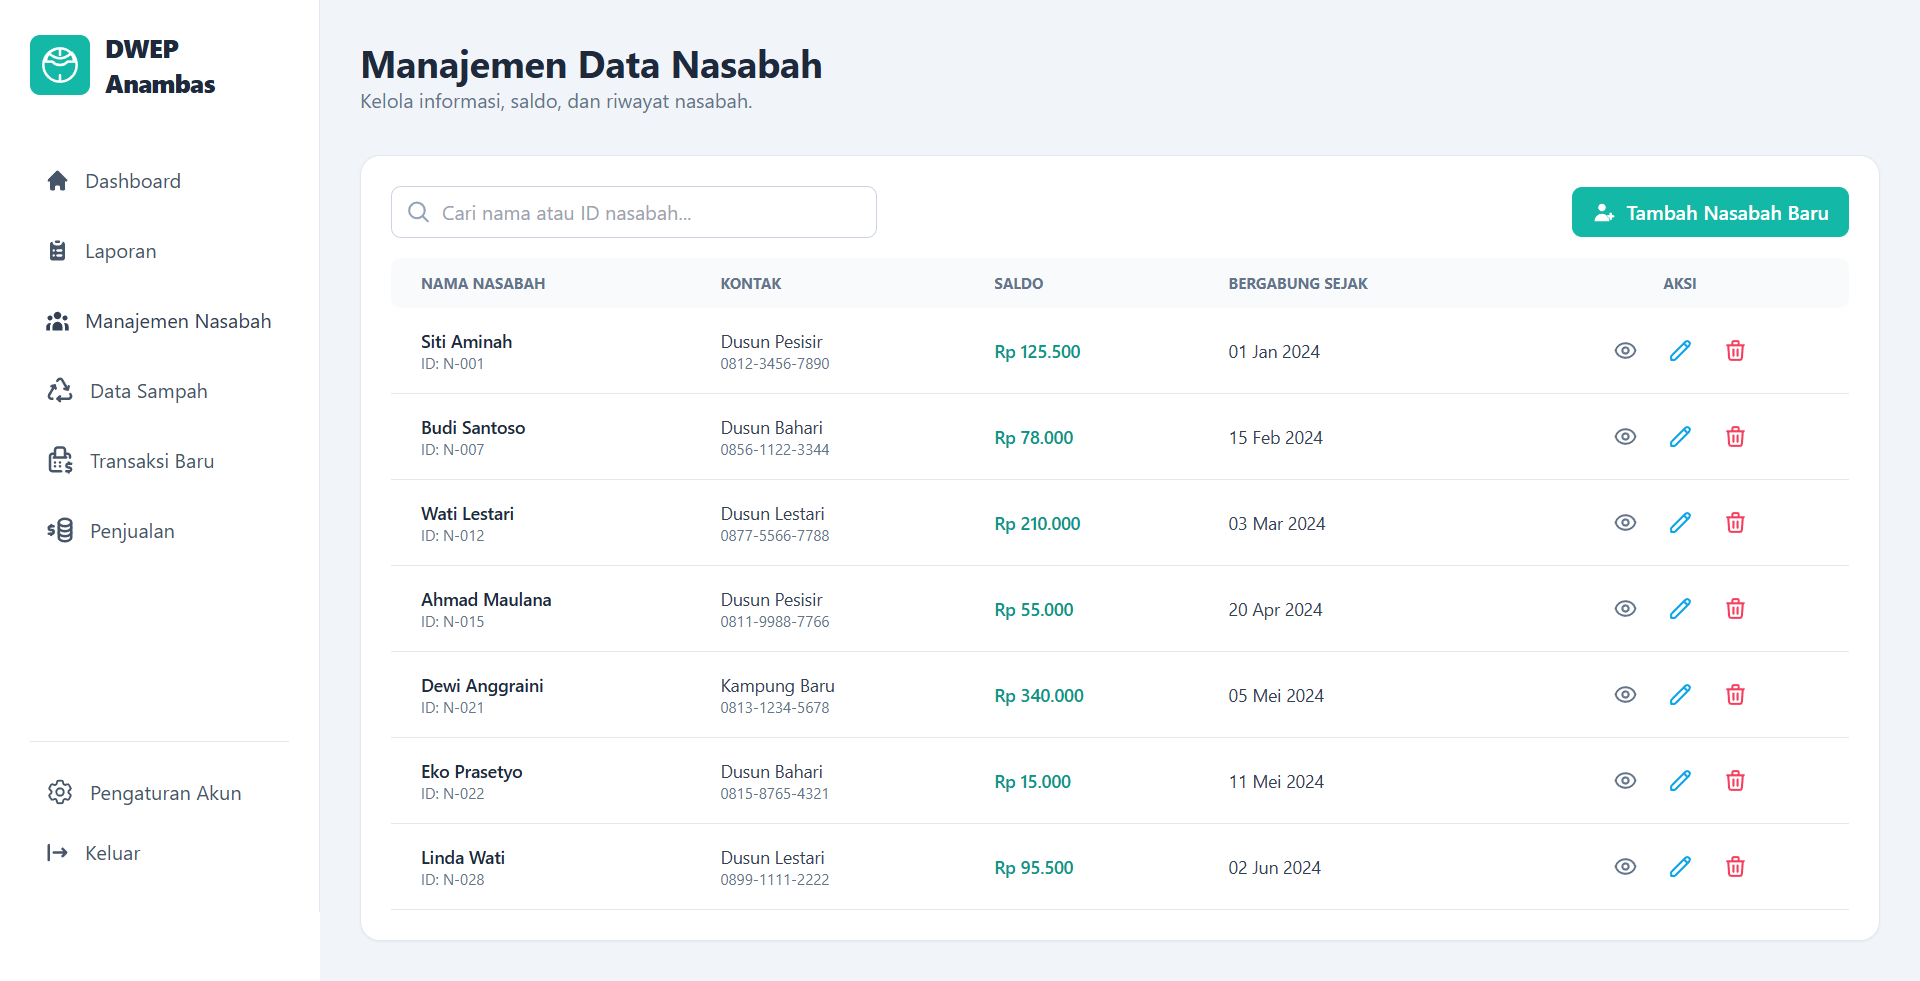 DWEP
Anambas
Dashboard
Laporan
Manajemen Nasabah
Data Sampah
Transaksi Baru
Penjualan
Pengaturan Akun
Keluar
Manajemen Data Nasabah
Kelola informasi, saldo, dan riwayat nasabah.
Cari nama atau ID nasabah...
Tambah Nasabah Baru
NAMA NASABAH KONTAK SALDO BERGABUNG SEJAK AKSI
Siti Aminah Dusun Pesisir Rp 125.500 01 Jan 2024
ID: N-001 0812-3456-7890
Budi Santoso Dusun Bahari Rp 78.000 15 Feb 2024
ID: N-007 0856-1122-3344
Wati Lestari Dusun Lestari Rp 210.000 03 Mar 2024
ID: N-012 0877-5566-7788
Ahmad Maulana Dusun Pesisir Rp 55.000 20 Apr 2024
ID: N-015 0811-9988-7766
Dewi Anggraini Kampung Baru Rp 340.000 05 Mei 2024
ID: N-021 0813-1234-5678
Eko Prasetyo Dusun Bahari Rp 15.000 11 Mei 2024
ID: N-022 0815-8765-4321
Linda Wati Dusun Lestari Rp 95.500 02 Jun 2024
ID: N-028 0899-1111-2222